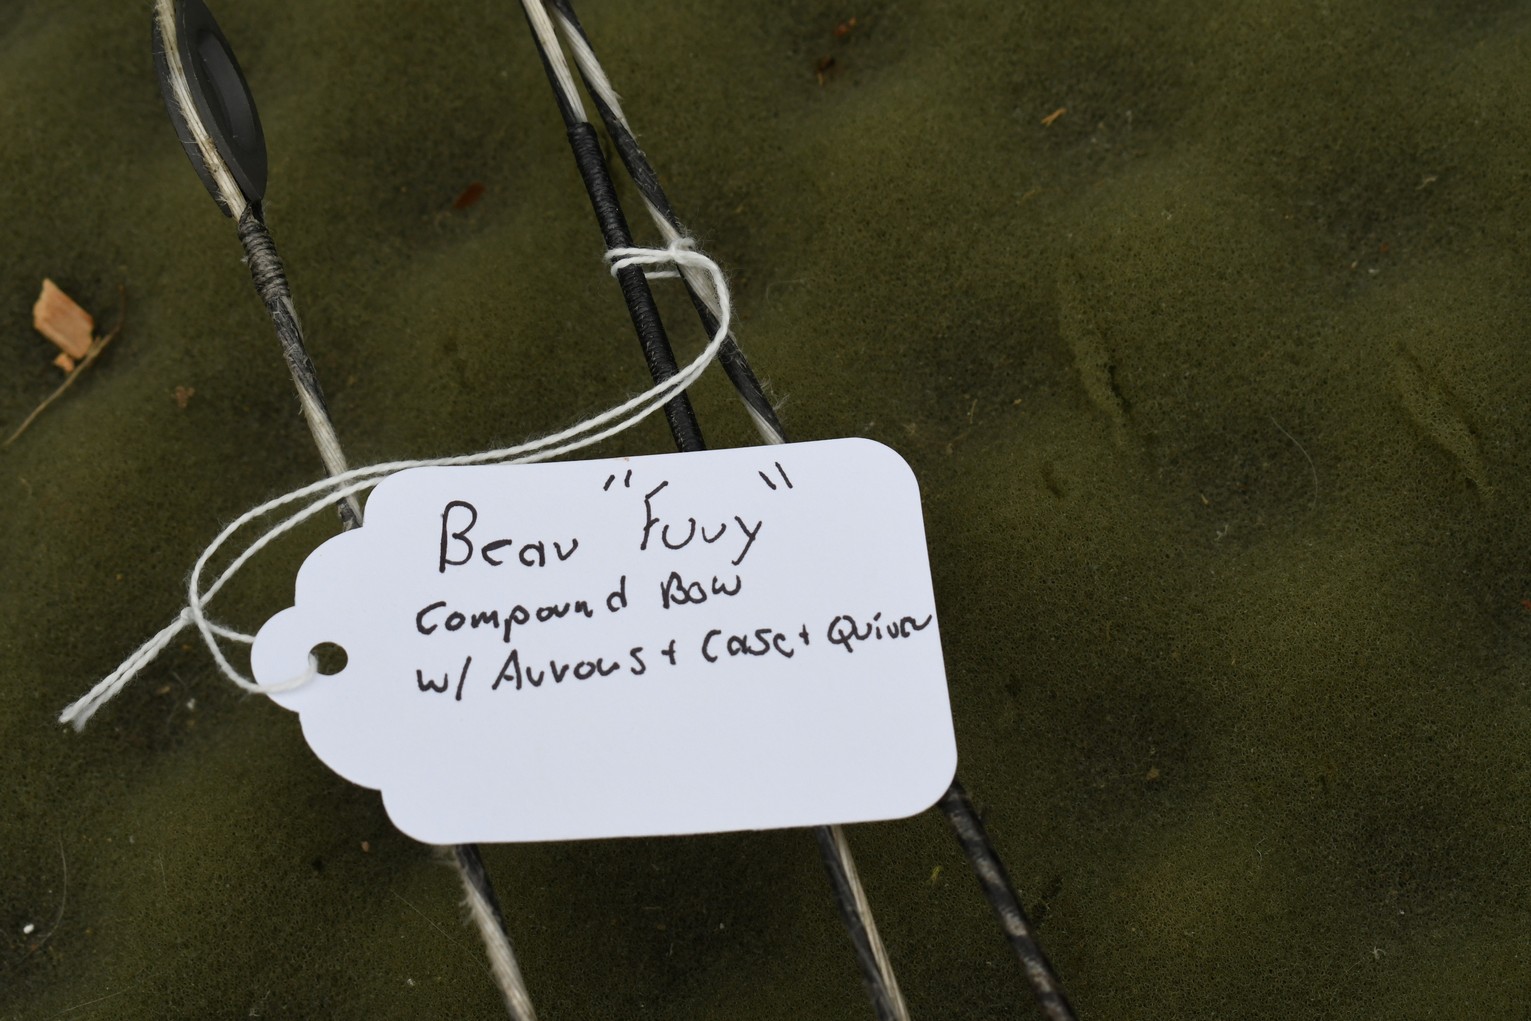 Bear "Fury"
Compound Bow
w/ Arrows + Case + Quiver